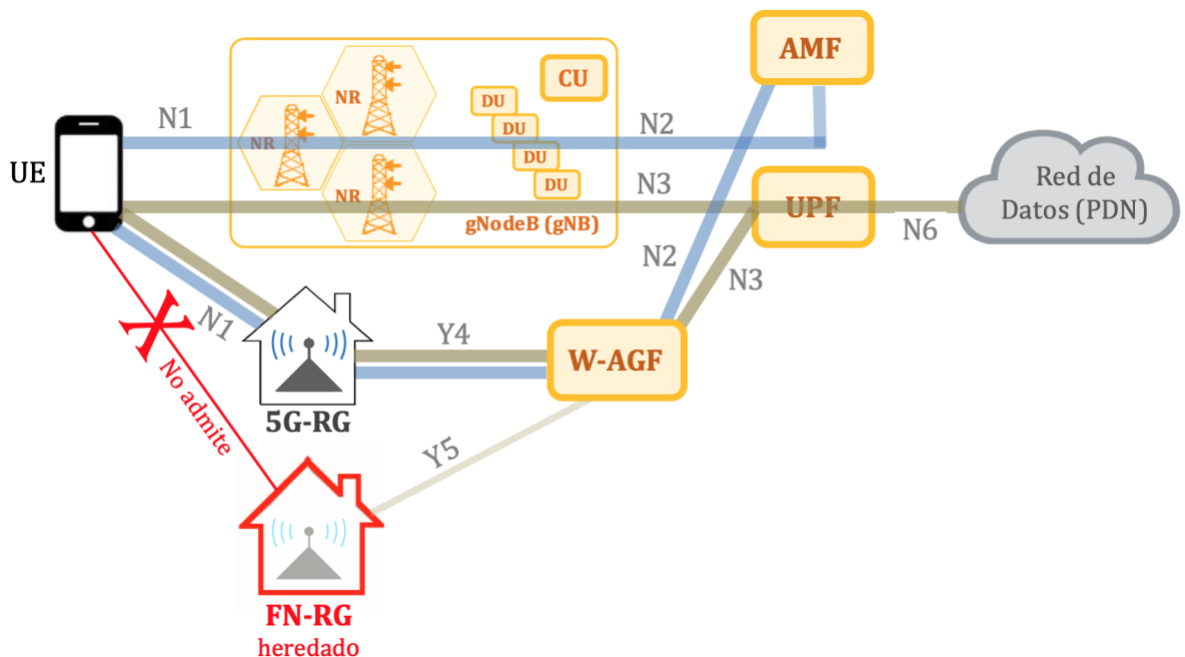 AMF
CU
NR
DU
N1
N2
DU
NR
DU
UE
NR
DU
N3
UPF
Red de
Datos (PDN)
gNodeB (gNB)
N6
N2
N3
N1
Y4
W-AGF
No admite
5G-RG
Y5
FN-RG
heredado